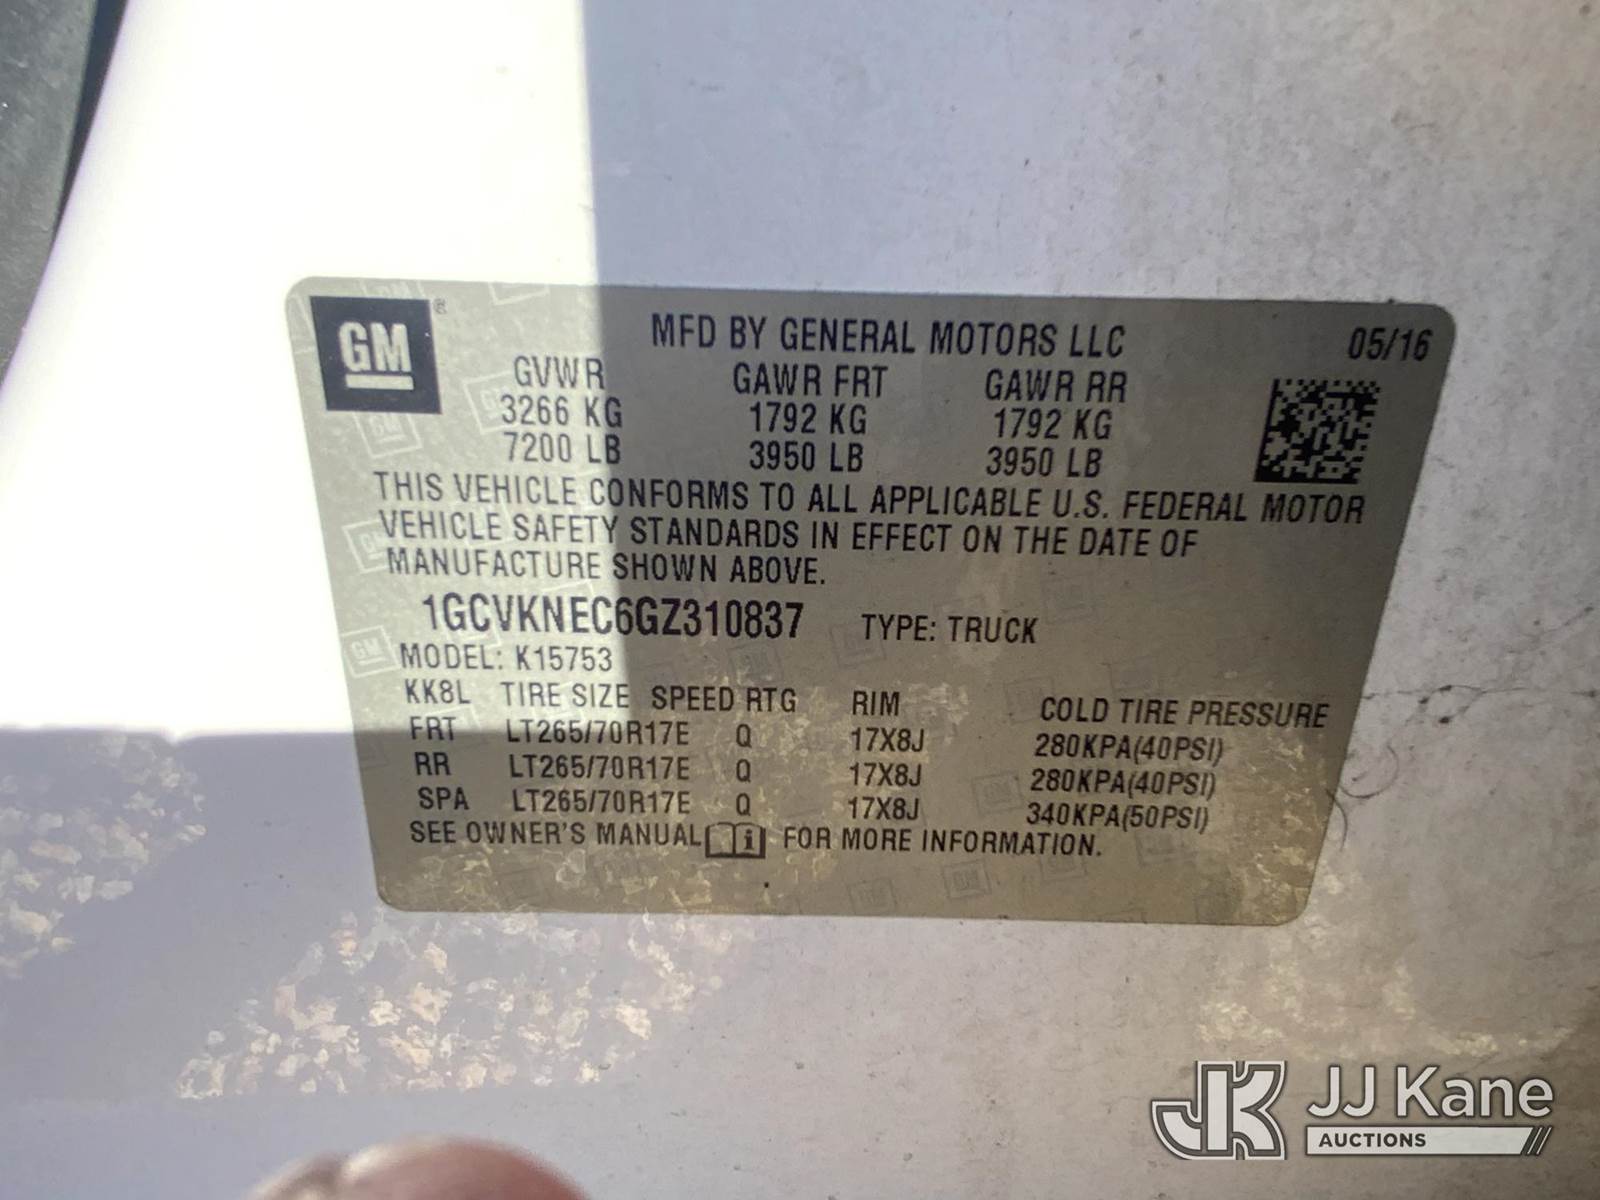 GM ®
MFD BY GENERAL MOTORS LLC 05/16
GVWR GAWR FRT GAWR RR
3266 KG 1792 KG 1792 KG
7200 LB 3950 LB 3950 LB
THIS VEHICLE CONFORMS TO ALL APPLICABLE U.S. FEDERAL MOTOR
VEHICLE SAFETY STANDARDS IN EFFECT ON THE DATE OF
MANUFACTURE SHOWN ABOVE.
1GCVKNEC6GZ310837 TYPE: TRUCK
MODEL: K15753
KK8L TIRE SIZE SPEED RTG RIM COLD TIRE PRESSURE
FRT LT265/70R17E Q 17X8J 280KPA(40PSI)
RR LT265/70R17E Q 17X8J 280KPA(40PSI)
SPA LT265/70R17E Q 17X8J 340KPA(50PSI)
SEE OWNER'S MANUAL i FOR MORE INFORMATION.
JK JJ Kane
AUCTIONS